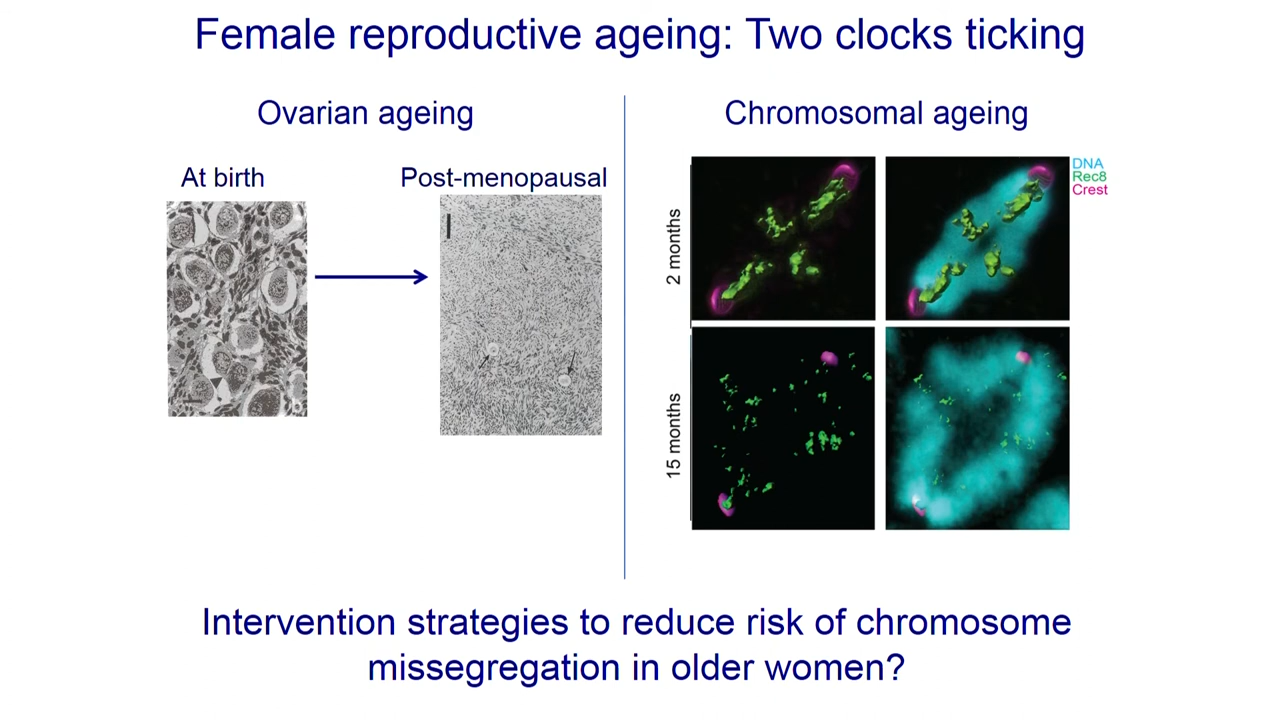 Female reproductive ageing: Two clocks ticking
Ovarian ageing
At birth
Post-menopausal
Chromosomal ageing
DNA
Rec8
Crest
2 months
15 months
Intervention strategies to reduce risk of chromosome
missegregation in older women?